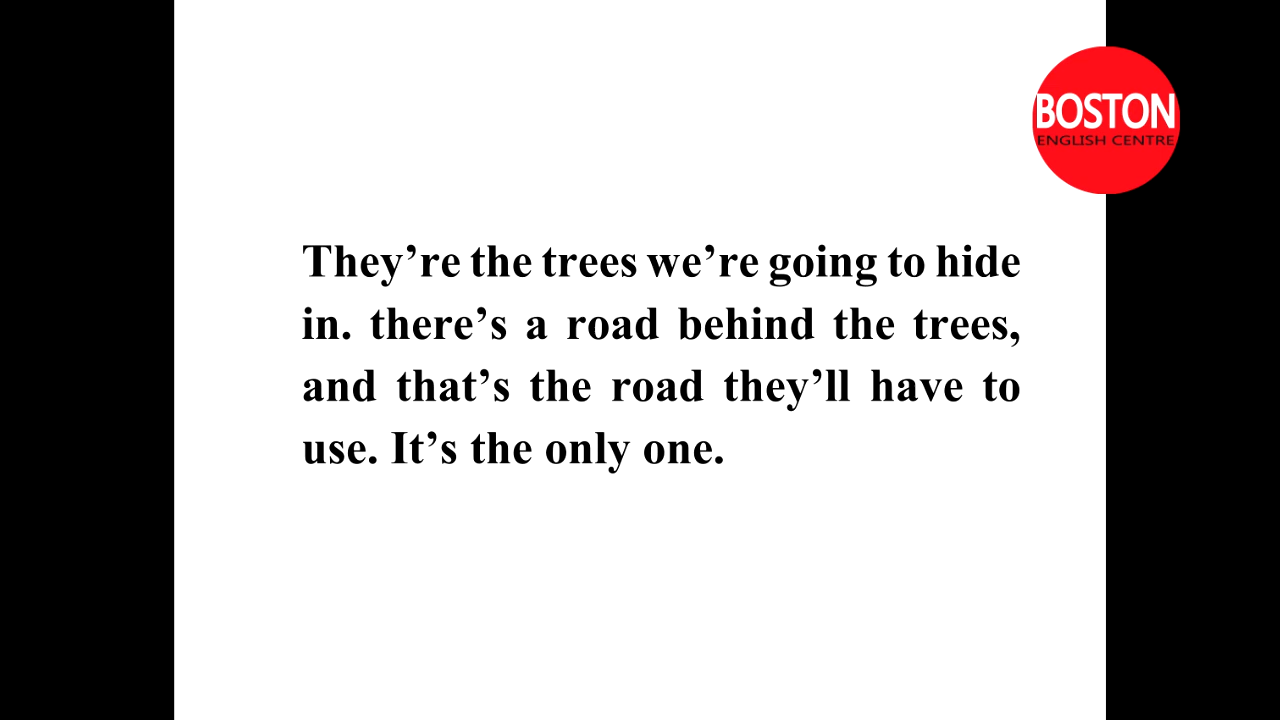 BOSTON
ENGLISH CENTRE
They’re the trees we’re going to hide
in. there’s a road behind the trees,
and that’s the road they’ll have to
use. It’s the only one.